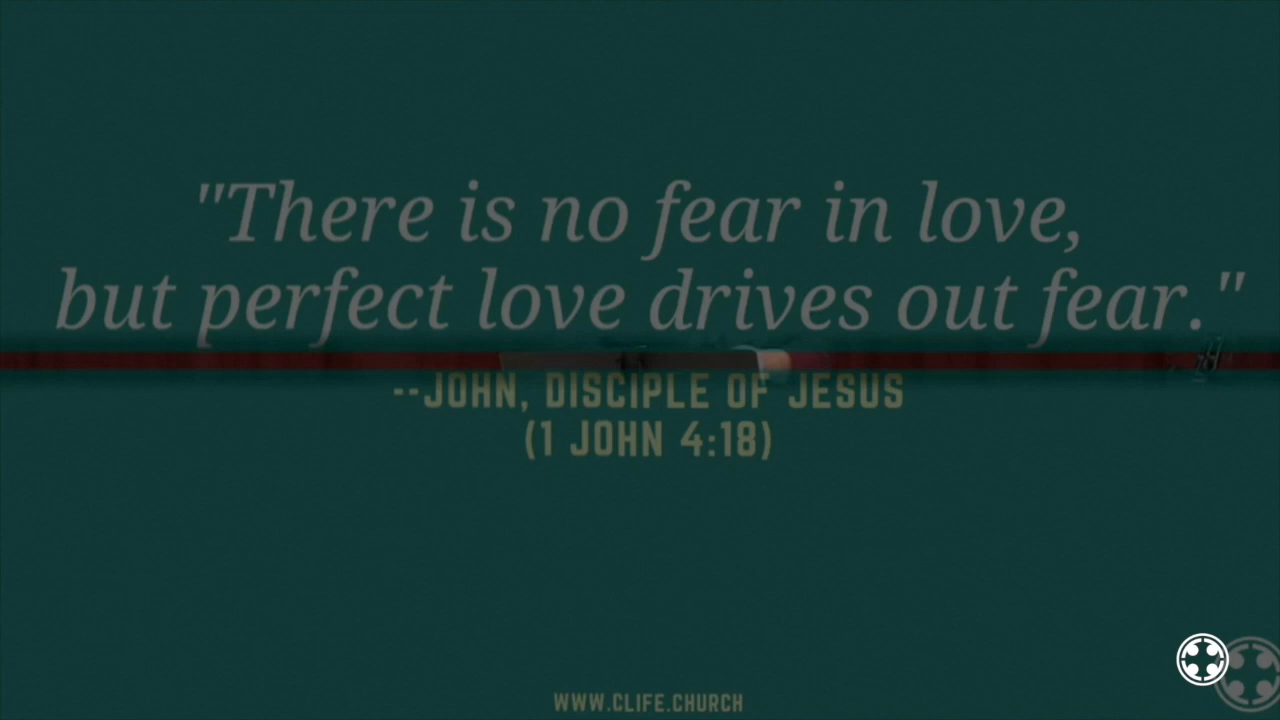 "There is no fear in love,
but perfect love drives out fear."
--JOHN, DISCIPLE OF JESUS
(1 JOHN 4:18)
WWW.CLIFE.CHURCH